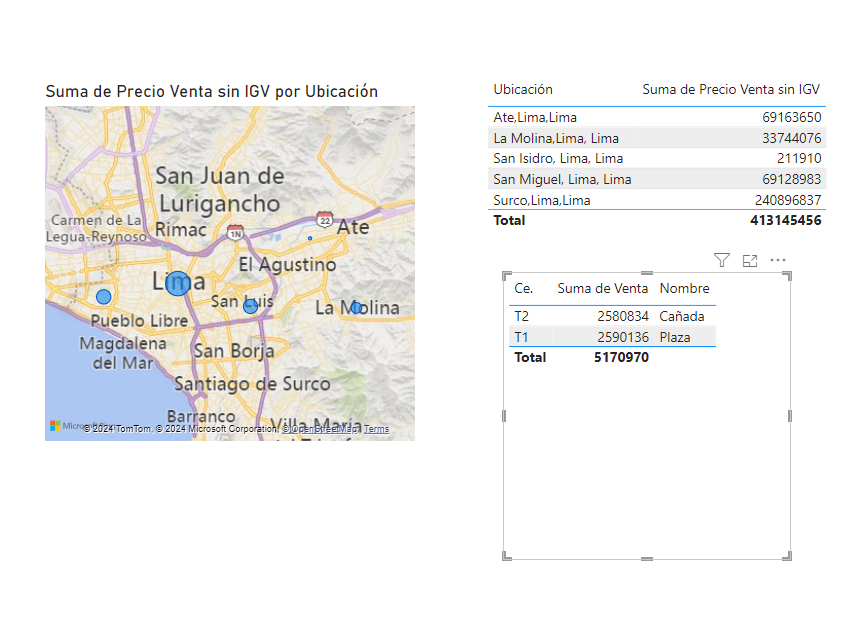 Suma de Precio Venta sin IGV por Ubicación
San Juan de
Lurigancho
Carmen de La
Legua-Reynoso
Rimac
1N
22
Ate
El Agustino
Lima
San Luis
La Molina
Pueblo Libre
Magdalena
del Mar
San Borja
Santiago de Surco
Barranco
Villa María
© 2024 TomTom, © 2024 Microsoft Corporation, © OpenStreetMap Terms
Ubicación Suma de Precio Venta sin IGV
Ate,Lima,Lima 69163650
La Molina,Lima, Lima 33744076
San Isidro, Lima, Lima 211910
San Miguel, Lima, Lima 69128983
Surco,Lima,Lima 240896837
Total 413145456
Ce. Suma de Venta Nombre
T2 2580834 Cañada
T1 2590136 Plaza
Total 5170970